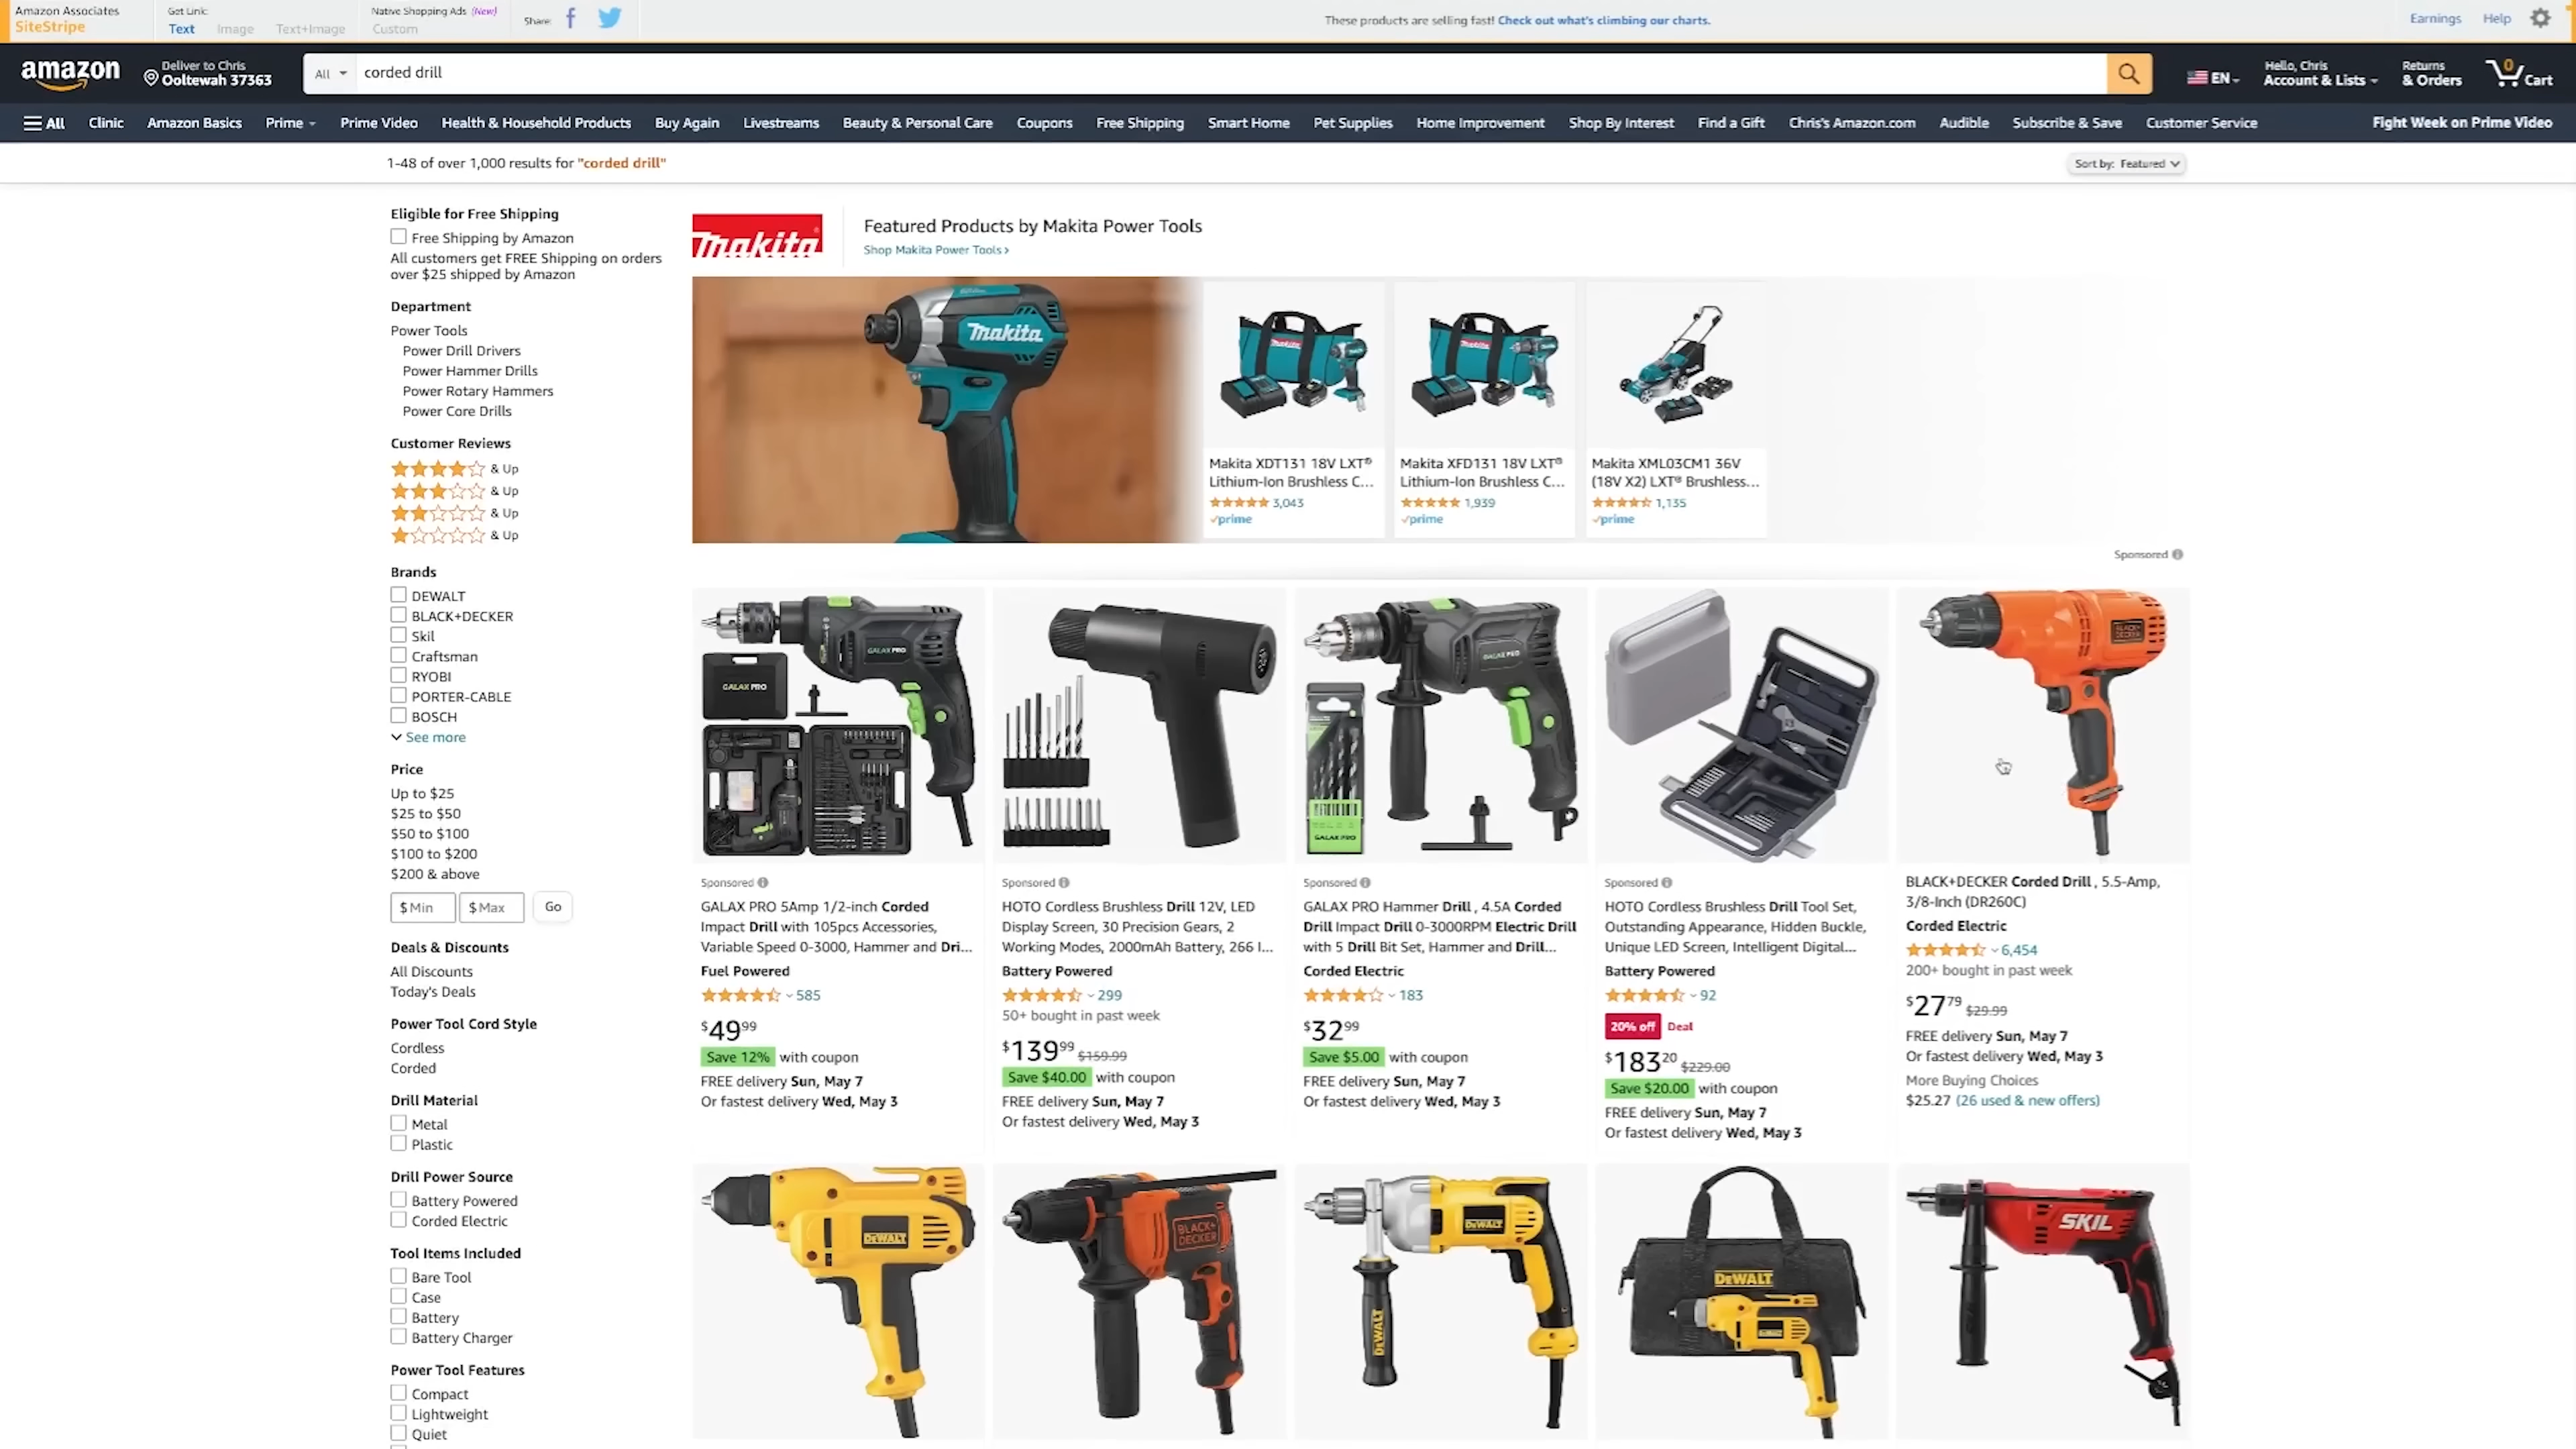 Amazon Associates
SiteStripe
Get Link:
Text Image Text+Image
Native Shopping Ads (New)
Custom
Share:
These products are selling fast! Check out what's climbing our charts.
Earnings Help
amazon
Deliver to Chris
Ooltewah 37363
All
corded drill
EN
Hello, Chris
Account & Lists
Returns
& Orders
0
Cart
All Clinic Amazon Basics Prime Prime Video Health & Household Products Buy Again Livestreams Beauty & Personal Care Coupons Free Shipping Smart Home Pet Supplies Home Improvement Shop By Interest Find a Gift Chris's Amazon.com Audible Subscribe & Save Customer Service Fight Week on Prime Video
1-48 of over 1,000 results for "corded drill"
Sort by: Featured
Eligible for Free Shipping
Free Shipping by Amazon
All customers get FREE Shipping on orders
over $25 shipped by Amazon
Department
Power Tools
Power Drill Drivers
Power Hammer Drills
Power Rotary Hammers
Power Core Drills
Customer Reviews
& Up
& Up
& Up
& Up
Brands
DEWALT
BLACK+DECKER
Skil
Craftsman
RYOBI
PORTER-CABLE
BOSCH
See more
Price
Up to $25
$25 to $50
$50 to $100
$100 to $200
$200 & above
$ Min $ Max Go
Deals & Discounts
All Discounts
Today's Deals
Power Tool Cord Style
Cordless
Corded
Drill Material
Metal
Plastic
Drill Power Source
Battery Powered
Corded Electric
Tool Items Included
Bare Tool
Case
Battery
Battery Charger
Power Tool Features
Compact
Lightweight
Quiet
makita
Featured Products by Makita Power Tools
Shop Makita Power Tools ›
makita
Makita XDT131 18V LXT®
Lithium-Ion Brushless C...
3,043
prime
Makita XFD131 18V LXT®
Lithium-Ion Brushless C...
1,939
prime
Makita XML03CM1 36V
(18V X2) LXT® Brushless...
1,135
prime
Sponsored
GALAX PRO
GALAX PRO
Sponsored
GALAX PRO 5Amp 1/2-inch Corded
Impact Drill with 105pcs Accessories,
Variable Speed 0-3000, Hammer and Dri...
Fuel Powered
585
$49.99
Save 12% with coupon
FREE delivery Sun, May 7
Or fastest delivery Wed, May 3
Sponsored
HOTO Cordless Brushless Drill 12V, LED
Display Screen, 30 Precision Gears, 2
Working Modes, 2000mAh Battery, 266 I...
Battery Powered
299
50+ bought in past week
$139.99 $159.99
Save $40.00 with coupon
FREE delivery Sun, May 7
Or fastest delivery Wed, May 3
GALAX PRO
GALAX PRO
Sponsored
GALAX PRO Hammer Drill , 4.5A Corded
Drill Impact Drill 0-3000RPM Electric Drill
with 5 Drill Bit Set, Hammer and Drill...
Corded Electric
183
$32.99
Save $5.00 with coupon
FREE delivery Sun, May 7
Or fastest delivery Wed, May 3
Sponsored
HOTO Cordless Brushless Drill Tool Set,
Outstanding Appearance, Hidden Buckle,
Unique LED Screen, Intelligent Digital...
Battery Powered
92
20% off Deal
$183.20 $229.00
Save $20.00 with coupon
FREE delivery Sun, May 7
Or fastest delivery Wed, May 3
BLACK+DECKER
BLACK+DECKER Corded Drill , 5.5-Amp,
3/8-Inch (DR260C)
Corded Electric
6,454
200+ bought in past week
$27.79 $29.99
FREE delivery Sun, May 7
Or fastest delivery Wed, May 3
More Buying Choices
$25.27 (26 used & new offers)
DEWALT
BLACK+
DECKER
DEWALT
DEWALT
DEWALT
SKIL